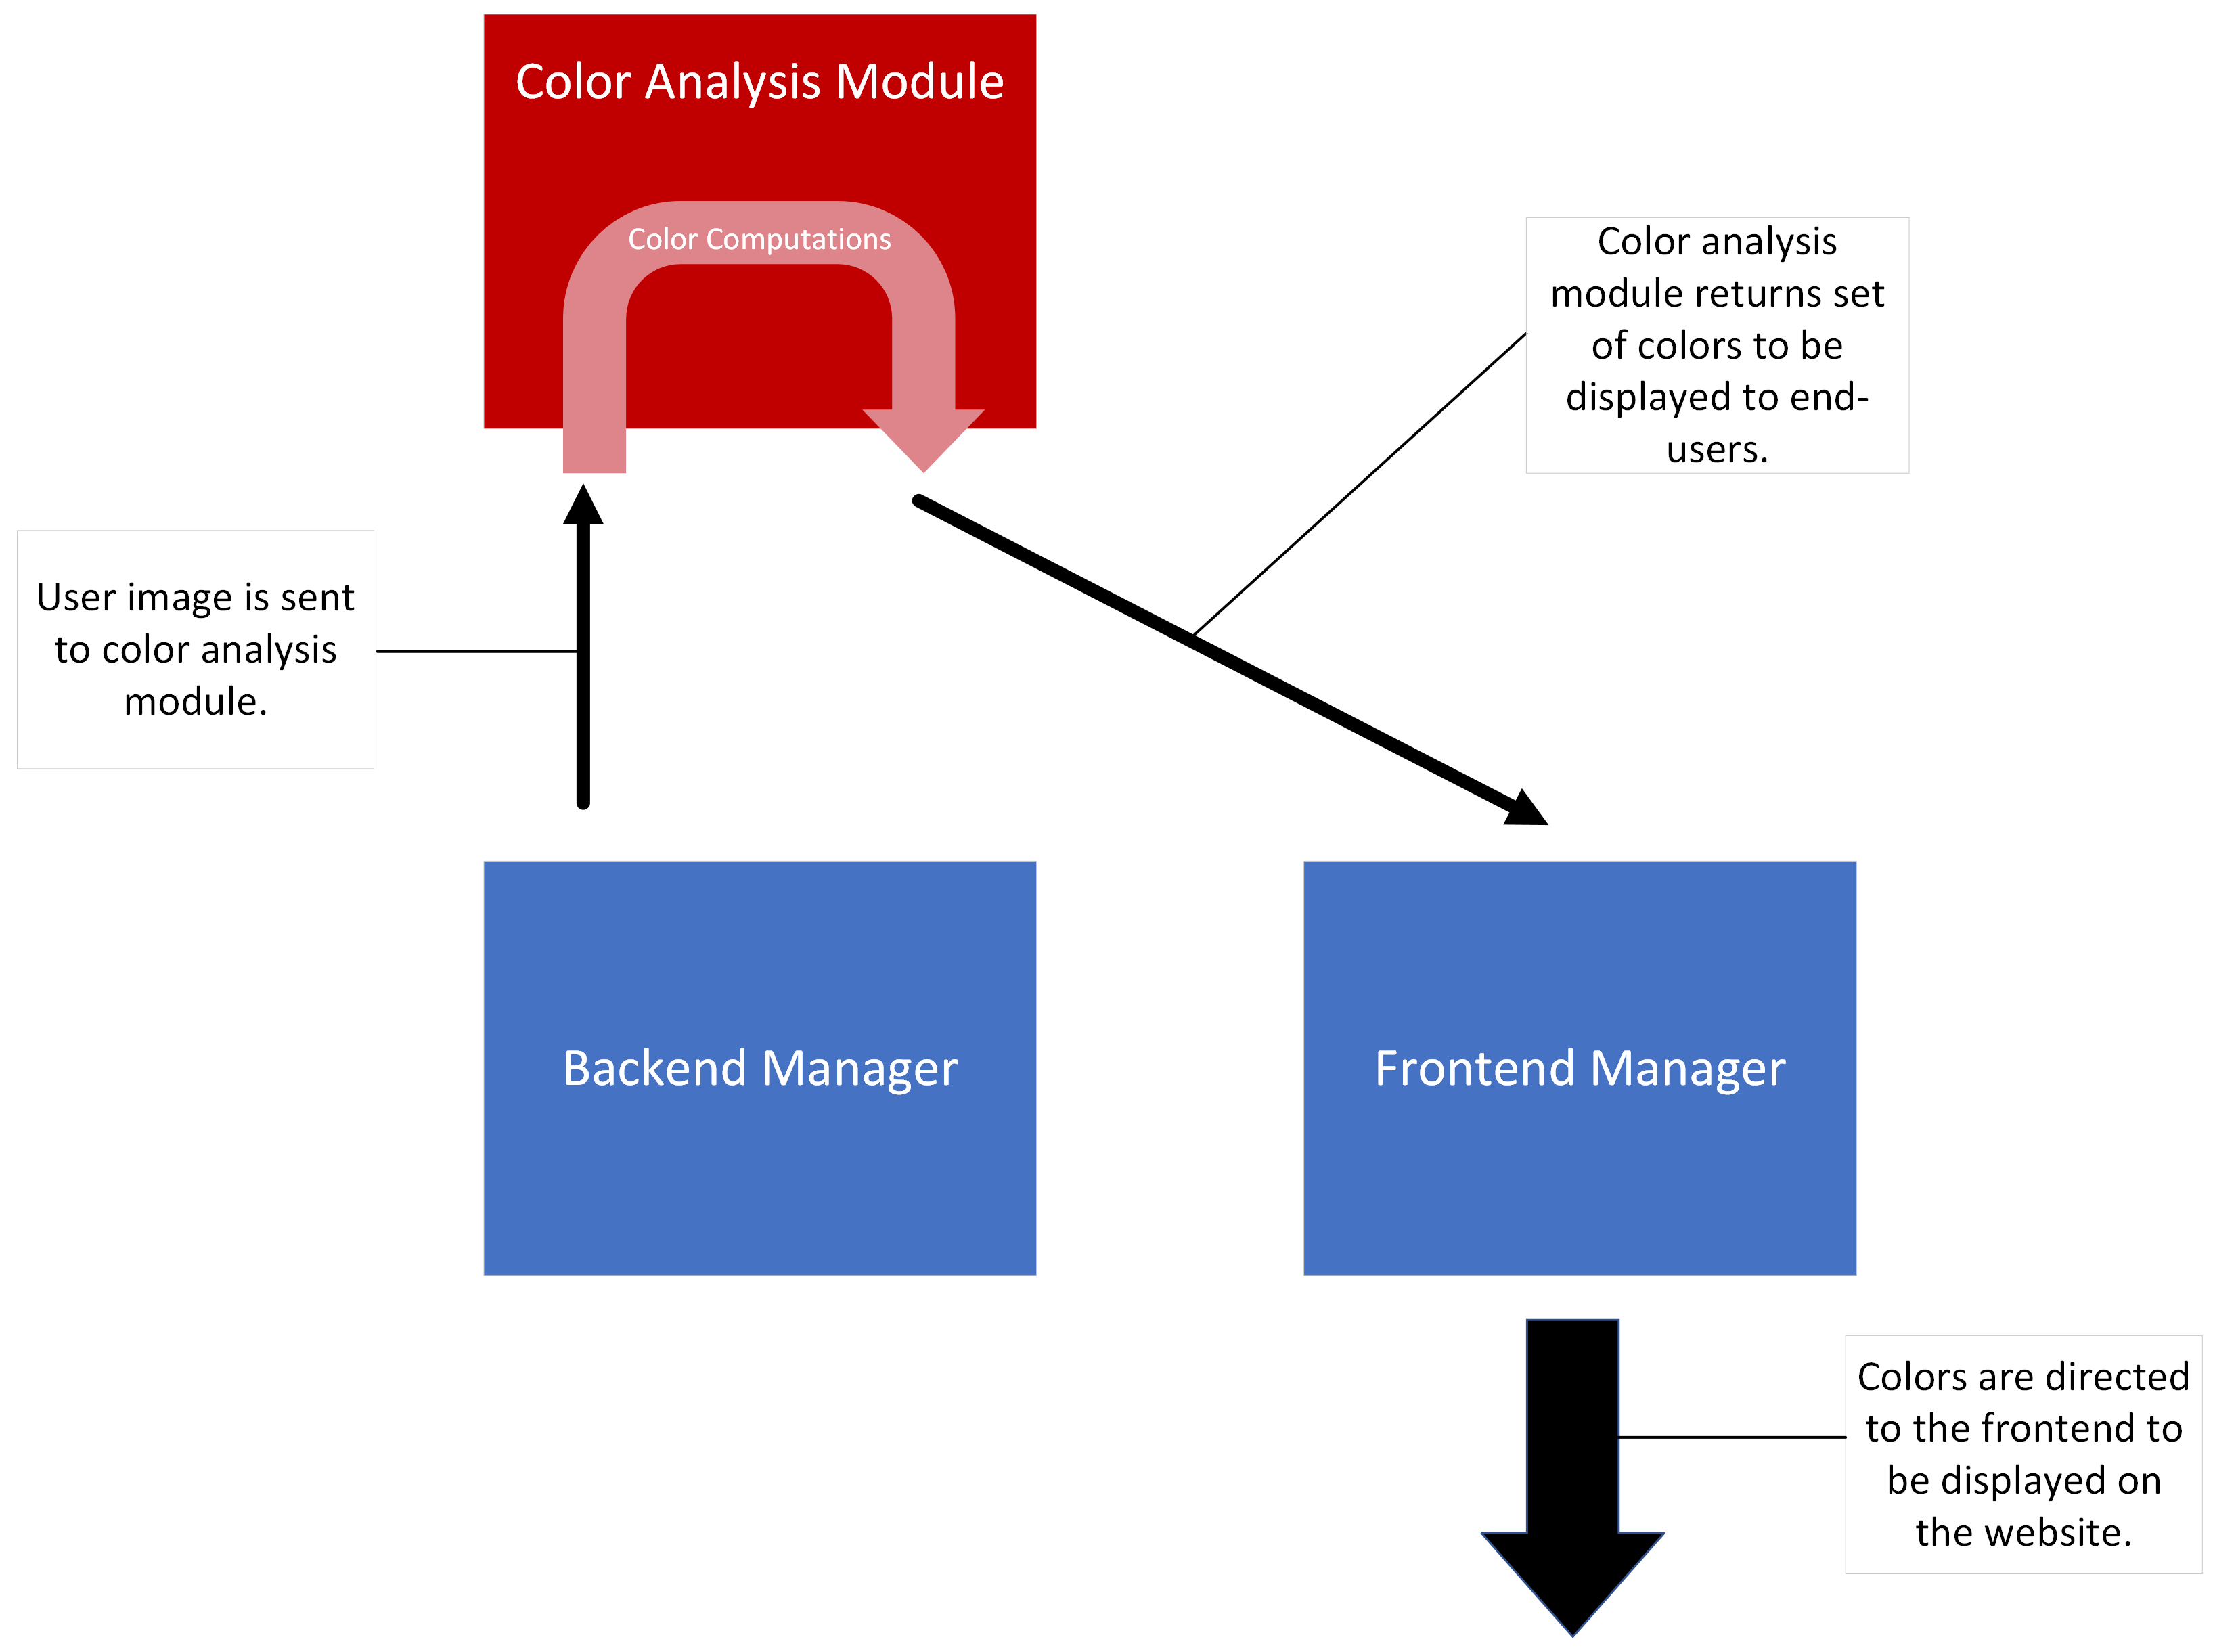 Color Analysis Module
Color Computations
Color analysis
module returns set
of colors to be
displayed to end-
users.
User image is sent
to color analysis
module.
Backend Manager
Frontend Manager
Colors are directed
to the frontend to
be displayed on
the website.